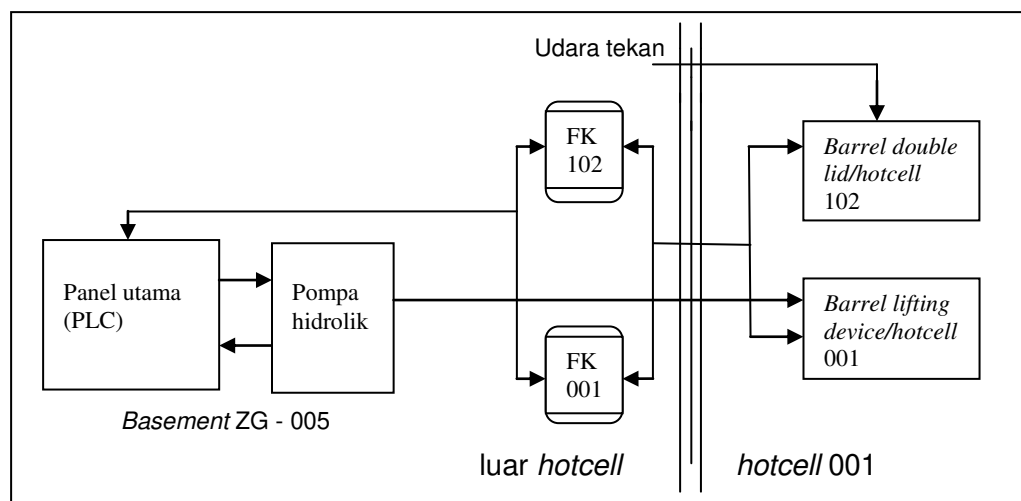 Udara tekan
FK
102
Barrel double
lid/hotcell
102
Panel utama
(PLC)
Pompa
hidrolik
Barrel lifting
device/hotcell
001
FK
001
Basement ZG - 005
luar hotcell
hotcell 001